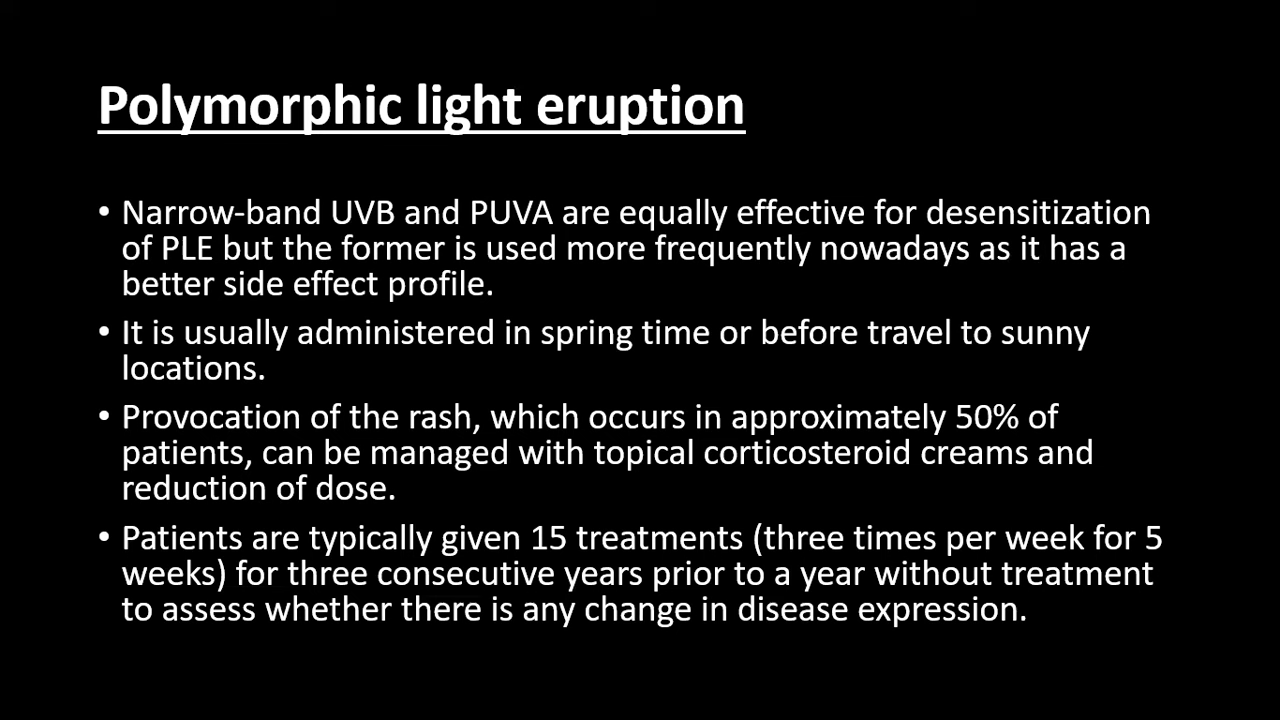 Polymorphic light eruption
• Narrow-band UVB and PUVA are equally effective for desensitization
of PLE but the former is used more frequently nowadays as it has a
better side effect profile.
• It is usually administered in spring time or before travel to sunny
locations.
• Provocation of the rash, which occurs in approximately 50% of
patients, can be managed with topical corticosteroid creams and
reduction of dose.
• Patients are typically given 15 treatments (three times per week for 5
weeks) for three consecutive years prior to a year without treatment
to assess whether there is any change in disease expression.